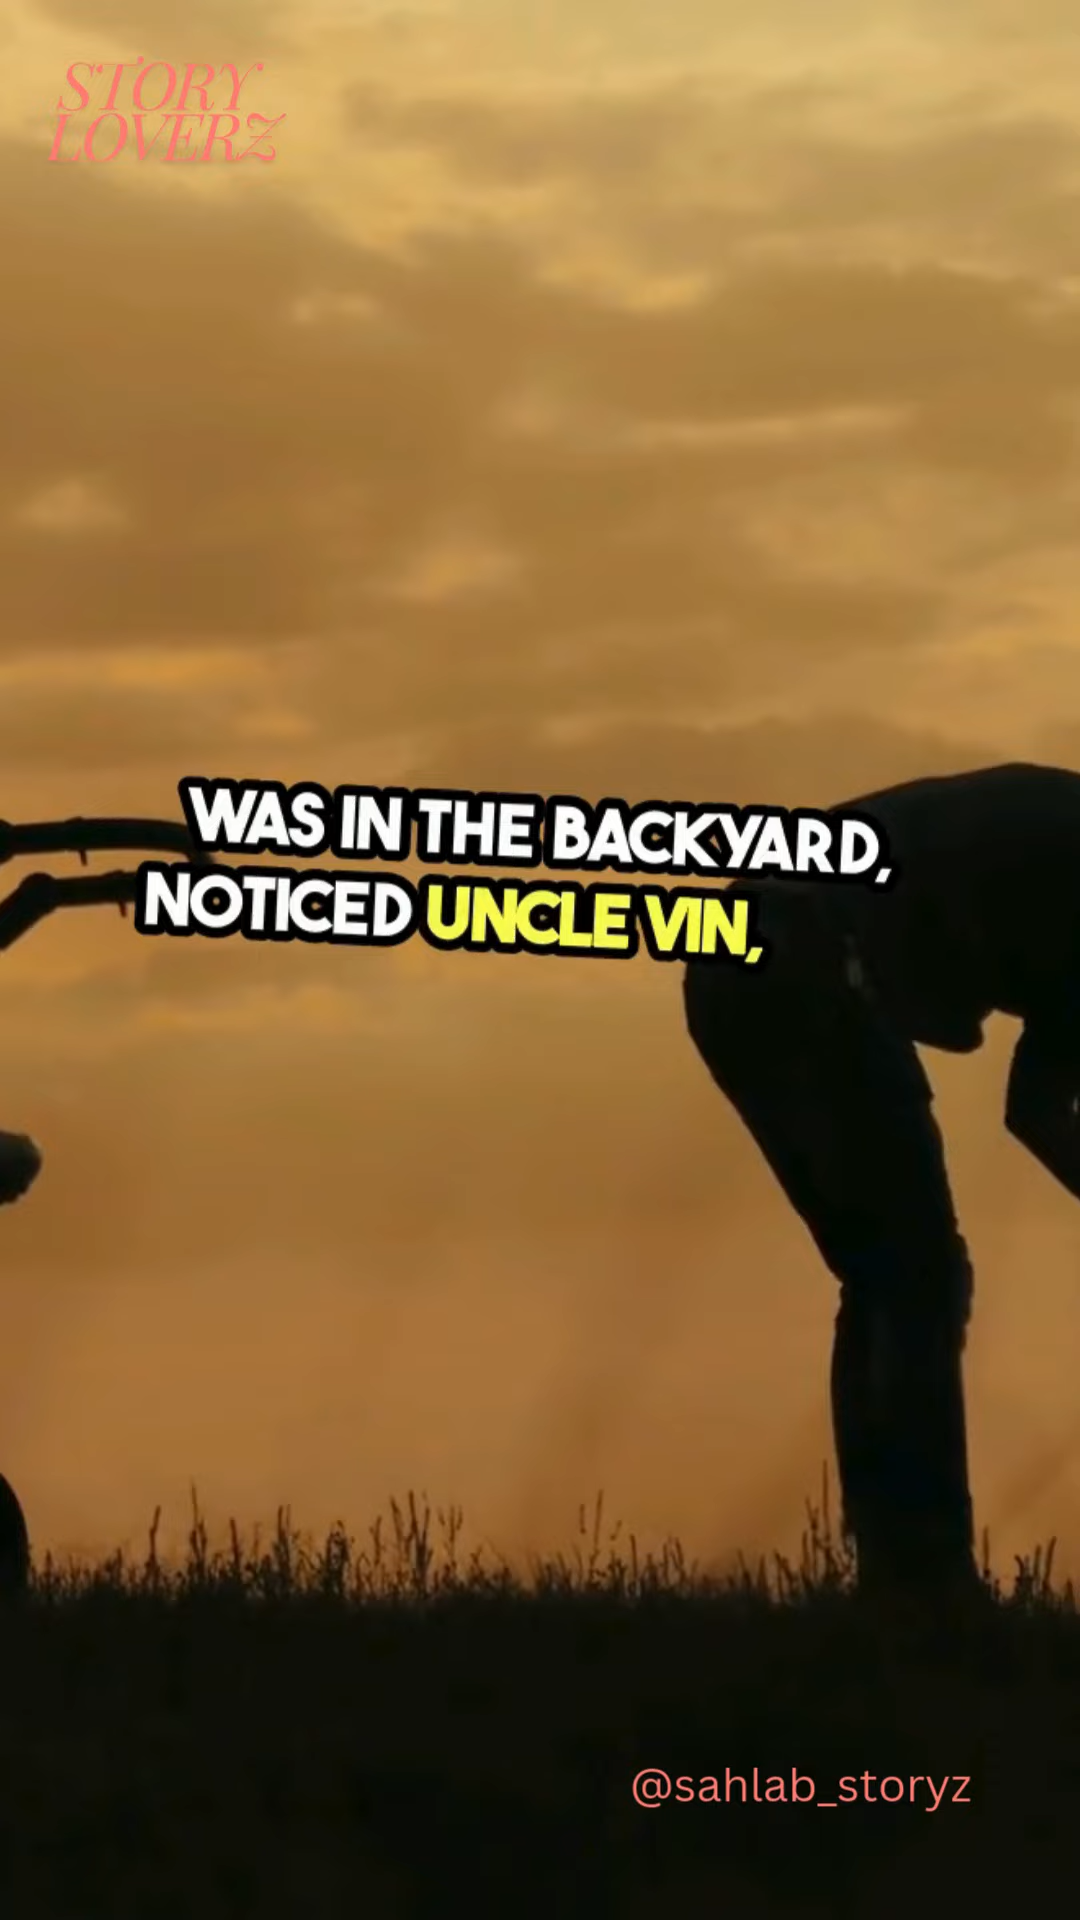 STORY
LOVERZ
WAS IN THE BACKYARD,
NOTICED UNCLE VIN,
@sahlab_storyz